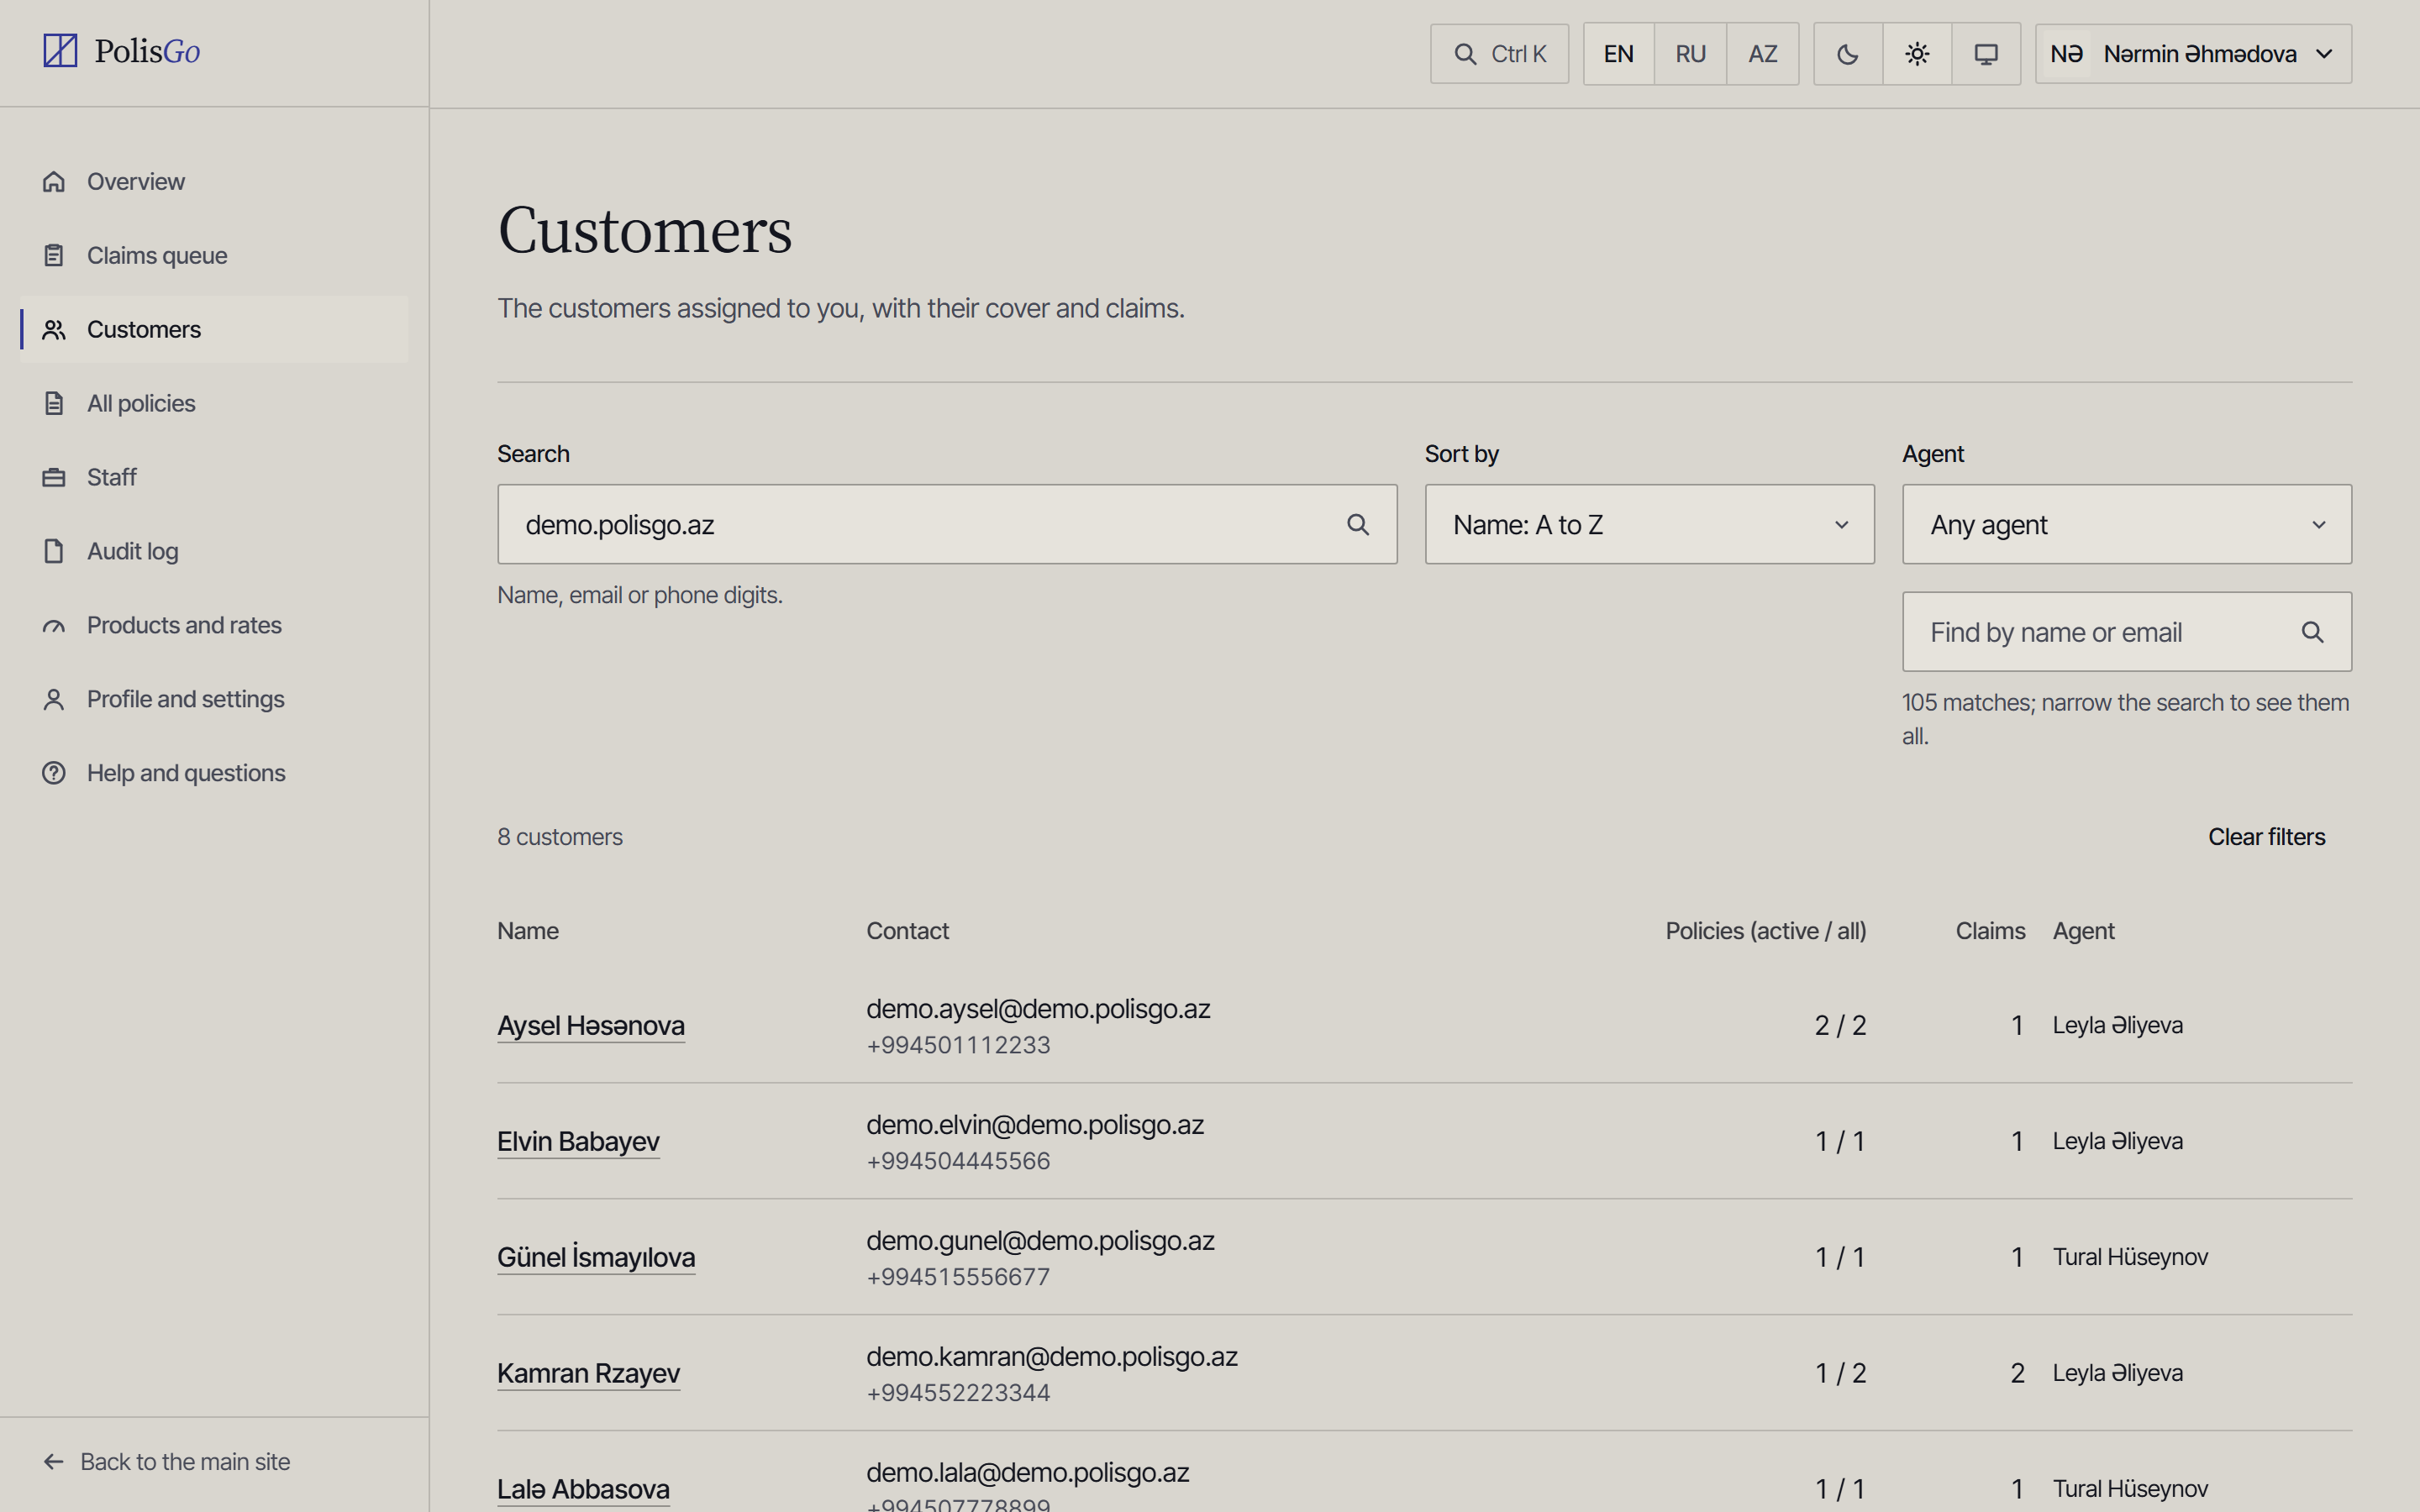 PolisGo
Ctrl K
EN
RU
AZ
NƏ
Nərmin Əhmədova
Overview
Claims queue
Customers
All policies
Staff
Audit log
Products and rates
Profile and settings
Help and questions
Back to the main site
Customers
The customers assigned to you, with their cover and claims.
Search
demo.polisgo.az
Name, email or phone digits.
Sort by
Name: A to Z
Agent
Any agent
Find by name or email
105 matches; narrow the search to see them
all.
8 customers
Clear filters
Name Contact Policies (active / all) Claims Agent
Aysel Həsənova demo.aysel@demo.polisgo.az 2 / 2 1 Leyla Əliyeva
+994501112233
Elvin Babayev demo.elvin@demo.polisgo.az 1 / 1 1 Leyla Əliyeva
+994504445566
Günel İsmayılova demo.gunel@demo.polisgo.az 1 / 1 1 Tural Hüseynov
+994515556677
Kamran Rzayev demo.kamran@demo.polisgo.az 1 / 2 2 Leyla Əliyeva
+994552223344
Lalə Abbasova demo.lala@demo.polisgo.az 1 / 1 1 Tural Hüseynov
+994507778899